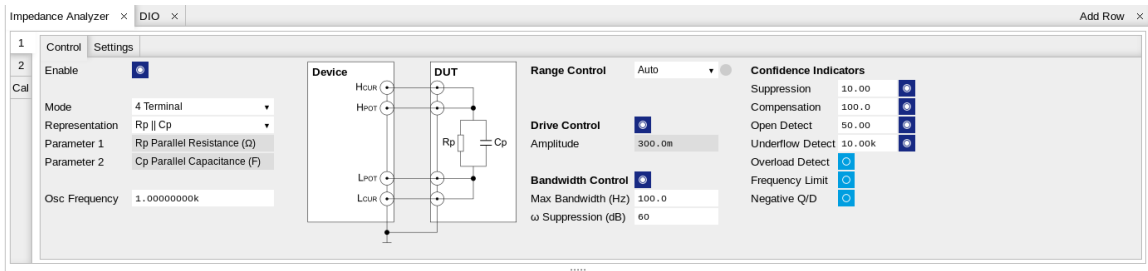 Impedance Analyzer × DIO × Add Row ×
1 Control Settings
2
Cal
Enable
Mode 4 Terminal
Representation Rp || Cp
Parameter 1 Rp Parallel Resistance (Ω)
Parameter 2 Cp Parallel Capacitance (F)
Osc Frequency 1.00000000k
Device DUT
HCUR
HPOT
Rp Cp
LPOT
LCUR
Range Control Auto
Drive Control
Amplitude 300.0m
Bandwidth Control
Max Bandwidth (Hz) 100.0
ω Suppression (dB) 60
Confidence Indicators
Suppression 10.00
Compensation 100.0
Open Detect 50.00
Underflow Detect 10.00k
Overload Detect
Frequency Limit
Negative Q/D